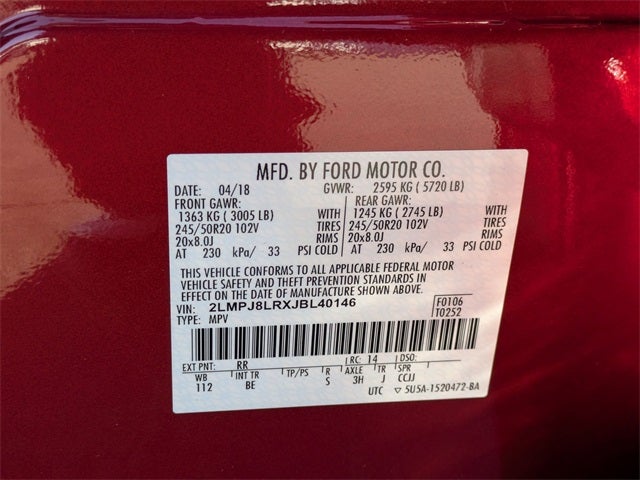 MFD. BY FORD MOTOR CO.
DATE: 04/18 GVWR: 2595 KG ( 5720 LB)
FRONT GAWR: REAR GAWR:
1363 KG ( 3005 LB) WITH 1245 KG ( 2745 LB) WITH
245/50R20 102V TIRES 245/50R20 102V TIRES
20x8.0J RIMS 20x8.0J RIMS
AT 230 kPa/ 33 PSI COLD AT 230 kPa/ 33 PSI COLD
THIS VEHICLE CONFORMS TO ALL APPLICABLE FEDERAL MOTOR
VEHICLE SAFETY AND THEFT PREVENTION STANDARDS IN
EFFECT ON THE DATE OF MANUFACTURE SHOWN ABOVE.
VIN: 2LMPJ8LRXJBL40146 F0106
TYPE: MPV T0252
EXT PNT: RR RC: 14 DSO:
WB INT TR TP/PS R AXLE TR SPR
112 BE S 3H J CCJJ
UTC ▽ 5U5A-1520472-BA